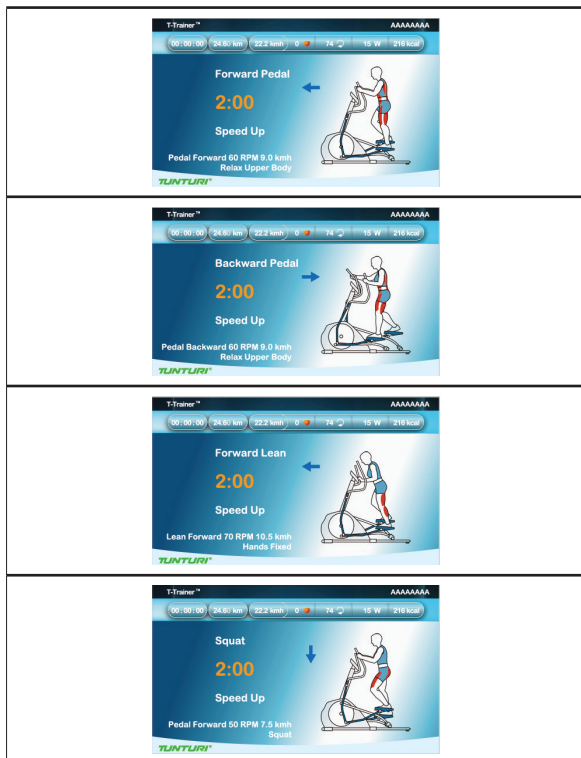 T-Trainer™ AAAAAAAA
00:00:00 24.60 km 22.2 kmh 0 74 15 W 216 kcal
Forward Pedal
2:00
Speed Up
Pedal Forward 60 RPM 9.0 kmh
Relax Upper Body
TUNTURI®
T-Trainer™ AAAAAAAA
00:00:00 24.60 km 22.2 kmh 0 74 15 W 216 kcal
Backward Pedal
2:00
Speed Up
Pedal Backward 60 RPM 9.0 kmh
Relax Upper Body
TUNTURI®
T-Trainer™ AAAAAAAA
00:00:00 24.60 km 22.2 kmh 0 74 15 W 216 kcal
Forward Lean
2:00
Speed Up
Lean Forward 70 RPM 10.5 kmh
Hands Fixed
TUNTURI®
T-Trainer™ AAAAAAAA
00:00:00 24.60 km 22.2 kmh 0 74 15 W 216 kcal
Squat
2:00
Speed Up
Pedal Forward 50 RPM 7.5 kmh
Squat
TUNTURI®